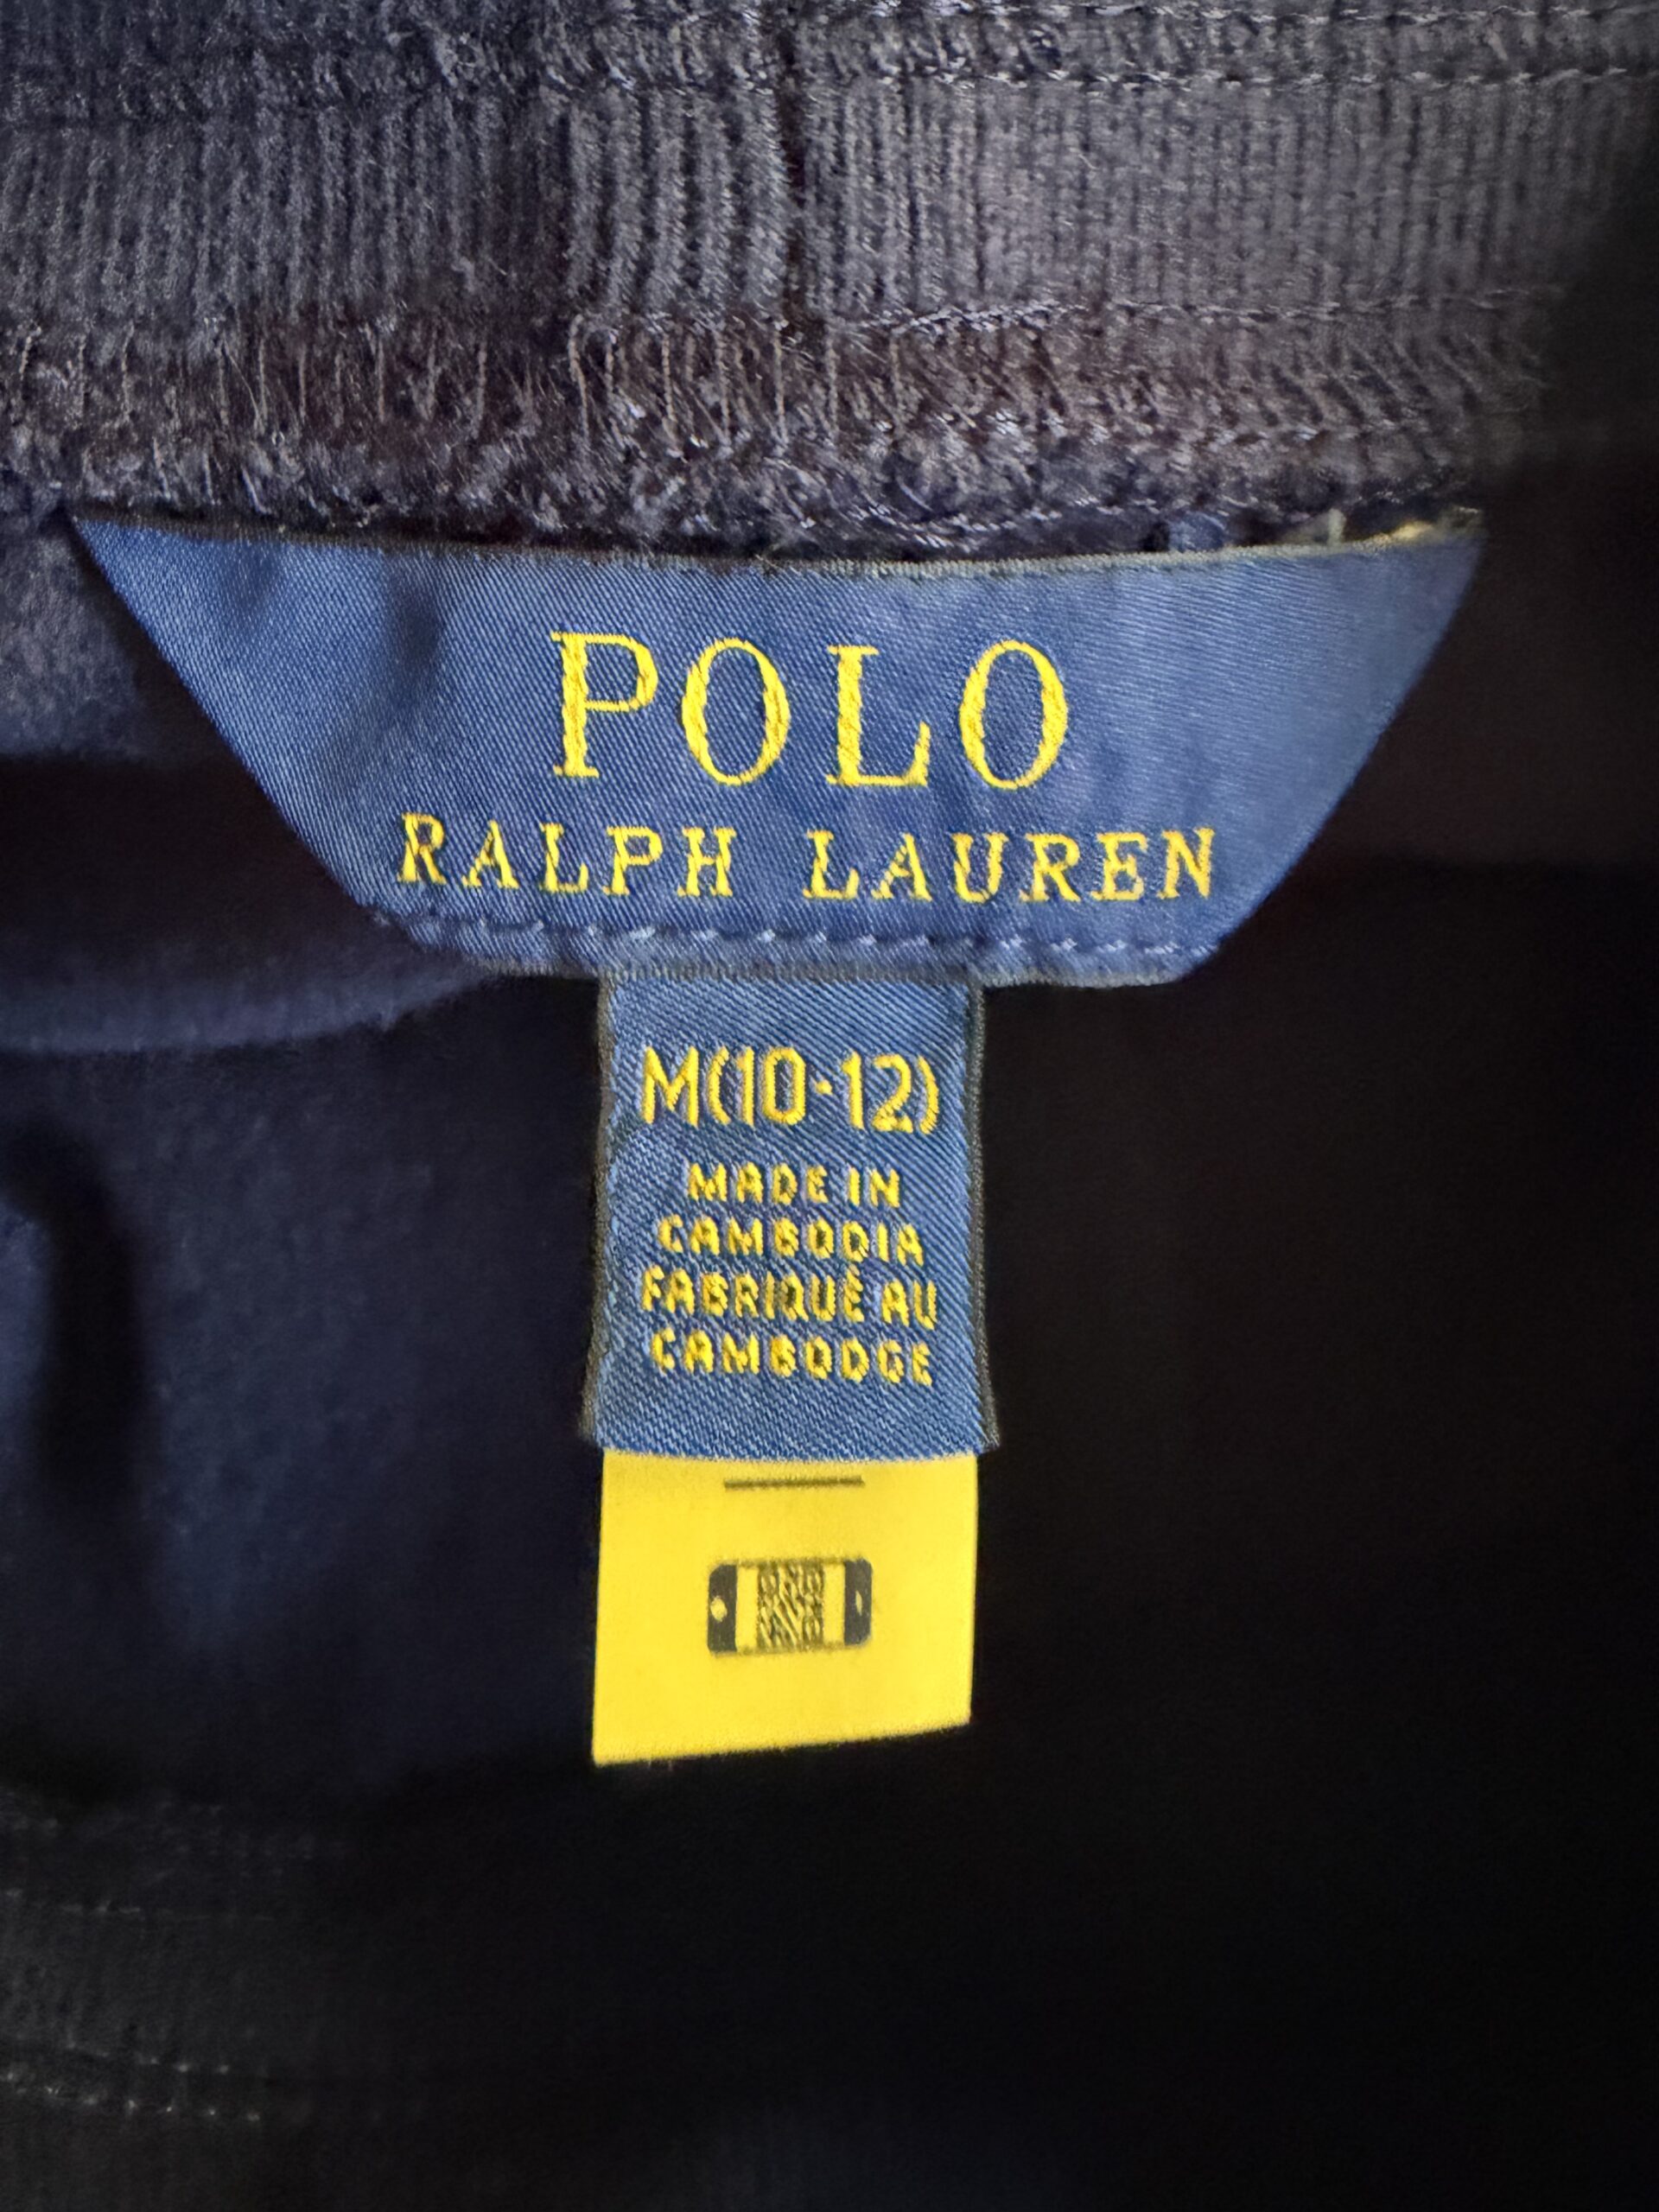 POLO
RALPH LAUREN
M(10-12)
MADE IN
CAMBODIA
FABRIQUÉ AU
CAMBODGE